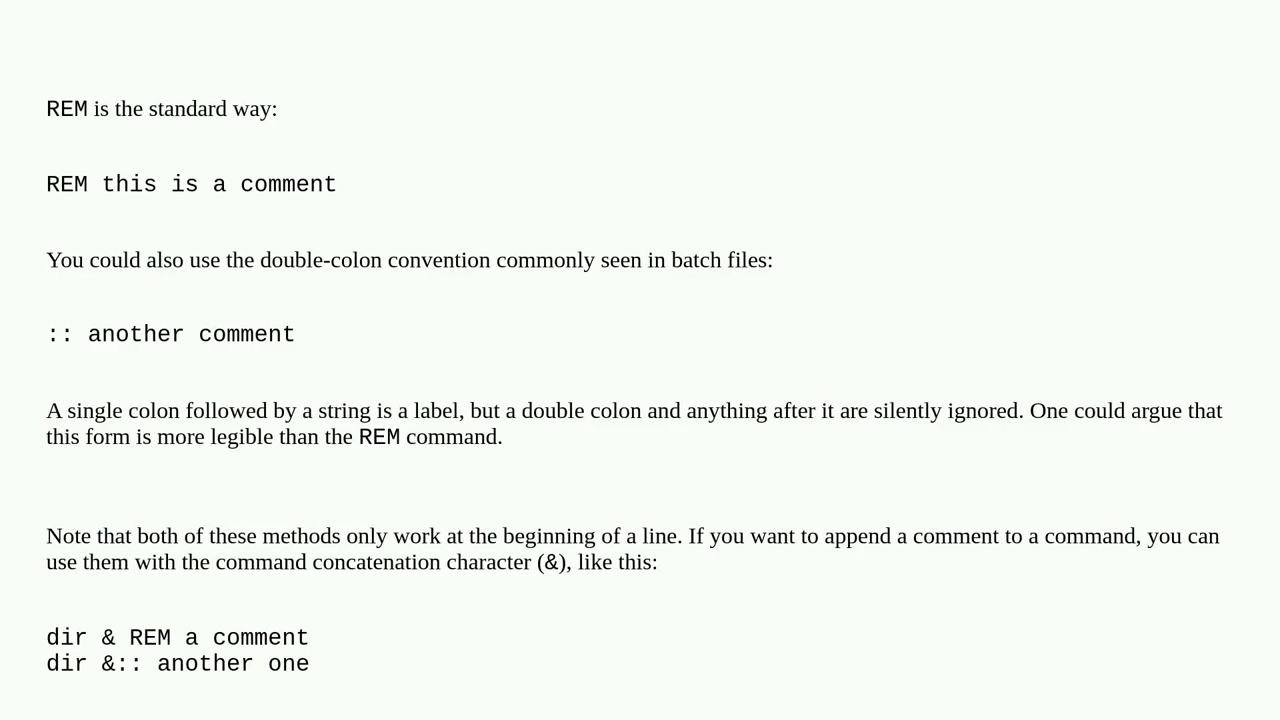 REM is the standard way:
REM this is a comment
You could also use the double-colon convention commonly seen in batch files:
:: another comment
A single colon followed by a string is a label, but a double colon and anything after it are silently ignored. One could argue that
this form is more legible than the REM command.
Note that both of these methods only work at the beginning of a line. If you want to append a comment to a command, you can
use them with the command concatenation character (&), like this:
dir & REM a comment
dir &:: another one